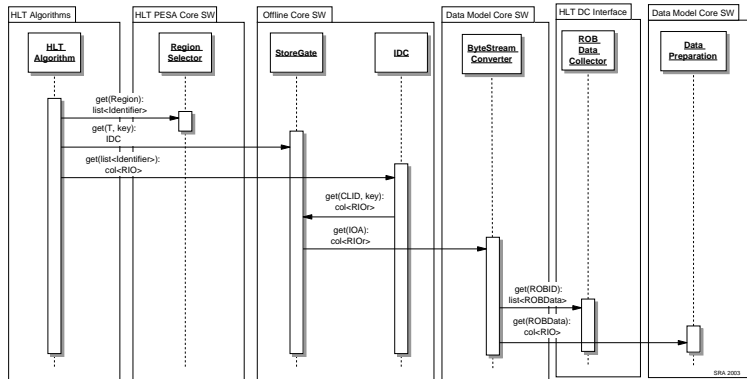 HLT Algorithms
HLT PESA Core SW
Offline Core SW
Data Model Core SW
HLT DC Interface
Data Model Core SW
HLT
Algorithm
Region
Selector
StoreGate
IDC
ByteStream
Converter
ROB
Data
Collector
Data
Preparation
get(Region):
list<Identifier>
get(T, key):
IDC
get(list<Identifier>):
col<RIO>
get(CLID, key):
col<RIOr>
get(IOA):
col<RIOr>
get(ROBID):
list<ROBData>
get(ROBData):
col<RIO>
SRA 2003